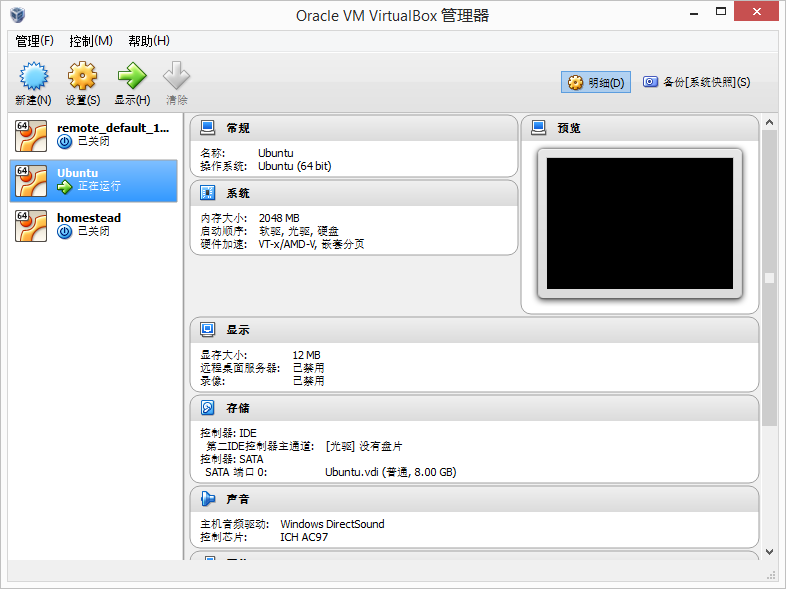 Oracle VM VirtualBox 管理器
管理(F) 控制(M) 帮助(H)
新建(N) 设置(S) 显示(H) 清除
明细(D) 备份[系统快照](S)
64 remote_default_1...
已关闭
64 Ubuntu
正在运行
64 homestead
已关闭
常规
名称: Ubuntu
操作系统: Ubuntu (64 bit)
系统
内存大小: 2048 MB
启动顺序: 软驱, 光驱, 硬盘
硬件加速: VT-x/AMD-V, 嵌套分页
预览
显示
显存大小: 12 MB
远程桌面服务器: 已禁用
录像: 已禁用
存储
控制器: IDE
第二IDE控制器主通道: [光驱] 没有盘片
控制器: SATA
SATA 端口 0: Ubuntu.vdi (普通, 8.00 GB)
声音
主机音频驱动: Windows DirectSound
控制芯片: ICH AC97